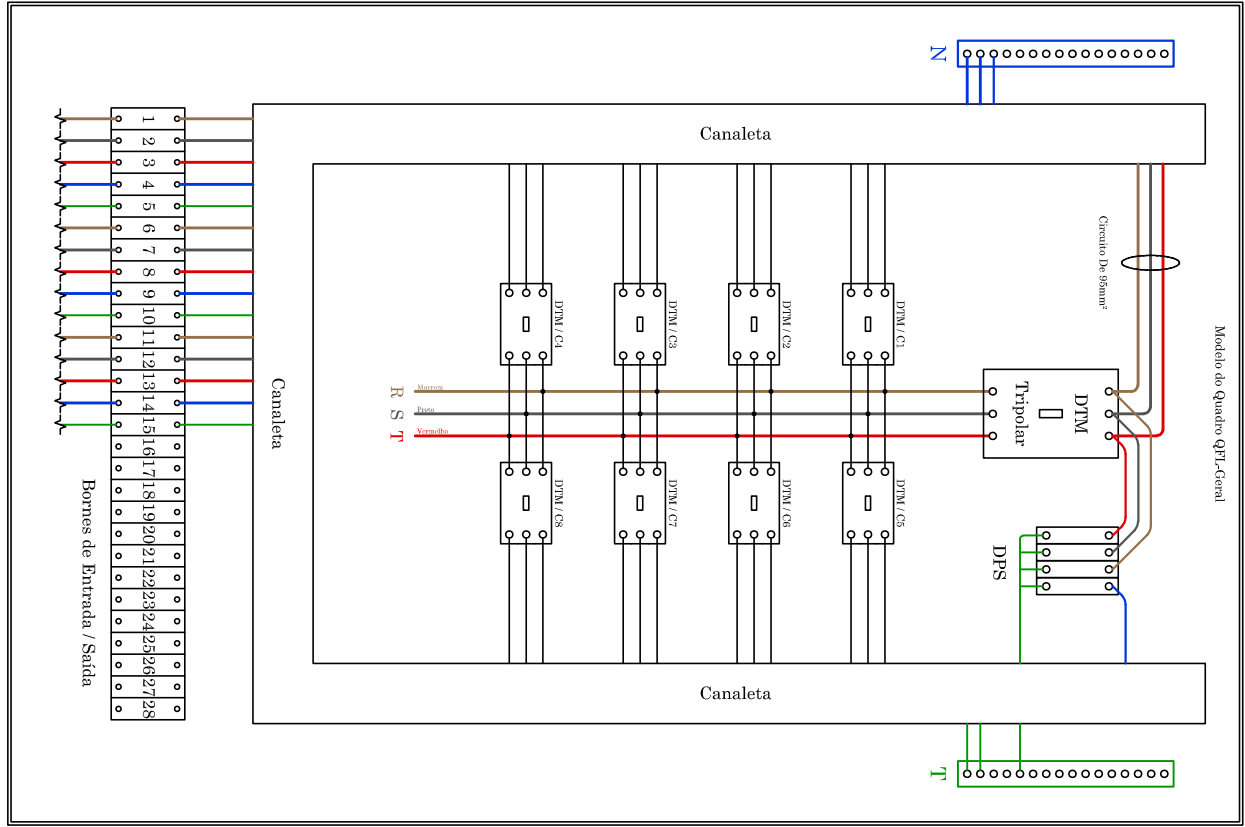 N
Canaleta
1
2
3
4
5
6
7
8
9
10
11
12
13
14
15
16
17
18
19
20
21
22
23
24
25
26
27
28
Bornes de Entrada / Saída
Canaleta
Circuito De 95mm²
Modelo do Quadro QFL-Geral
DTM / C4
DTM / C3
DTM / C2
DTM / C1
R Marrom
S Preto
T Vermelho
DTM
Tripolar
DTM / C8
DTM / C7
DTM / C6
DTM / C5
DPS
Canaleta
T